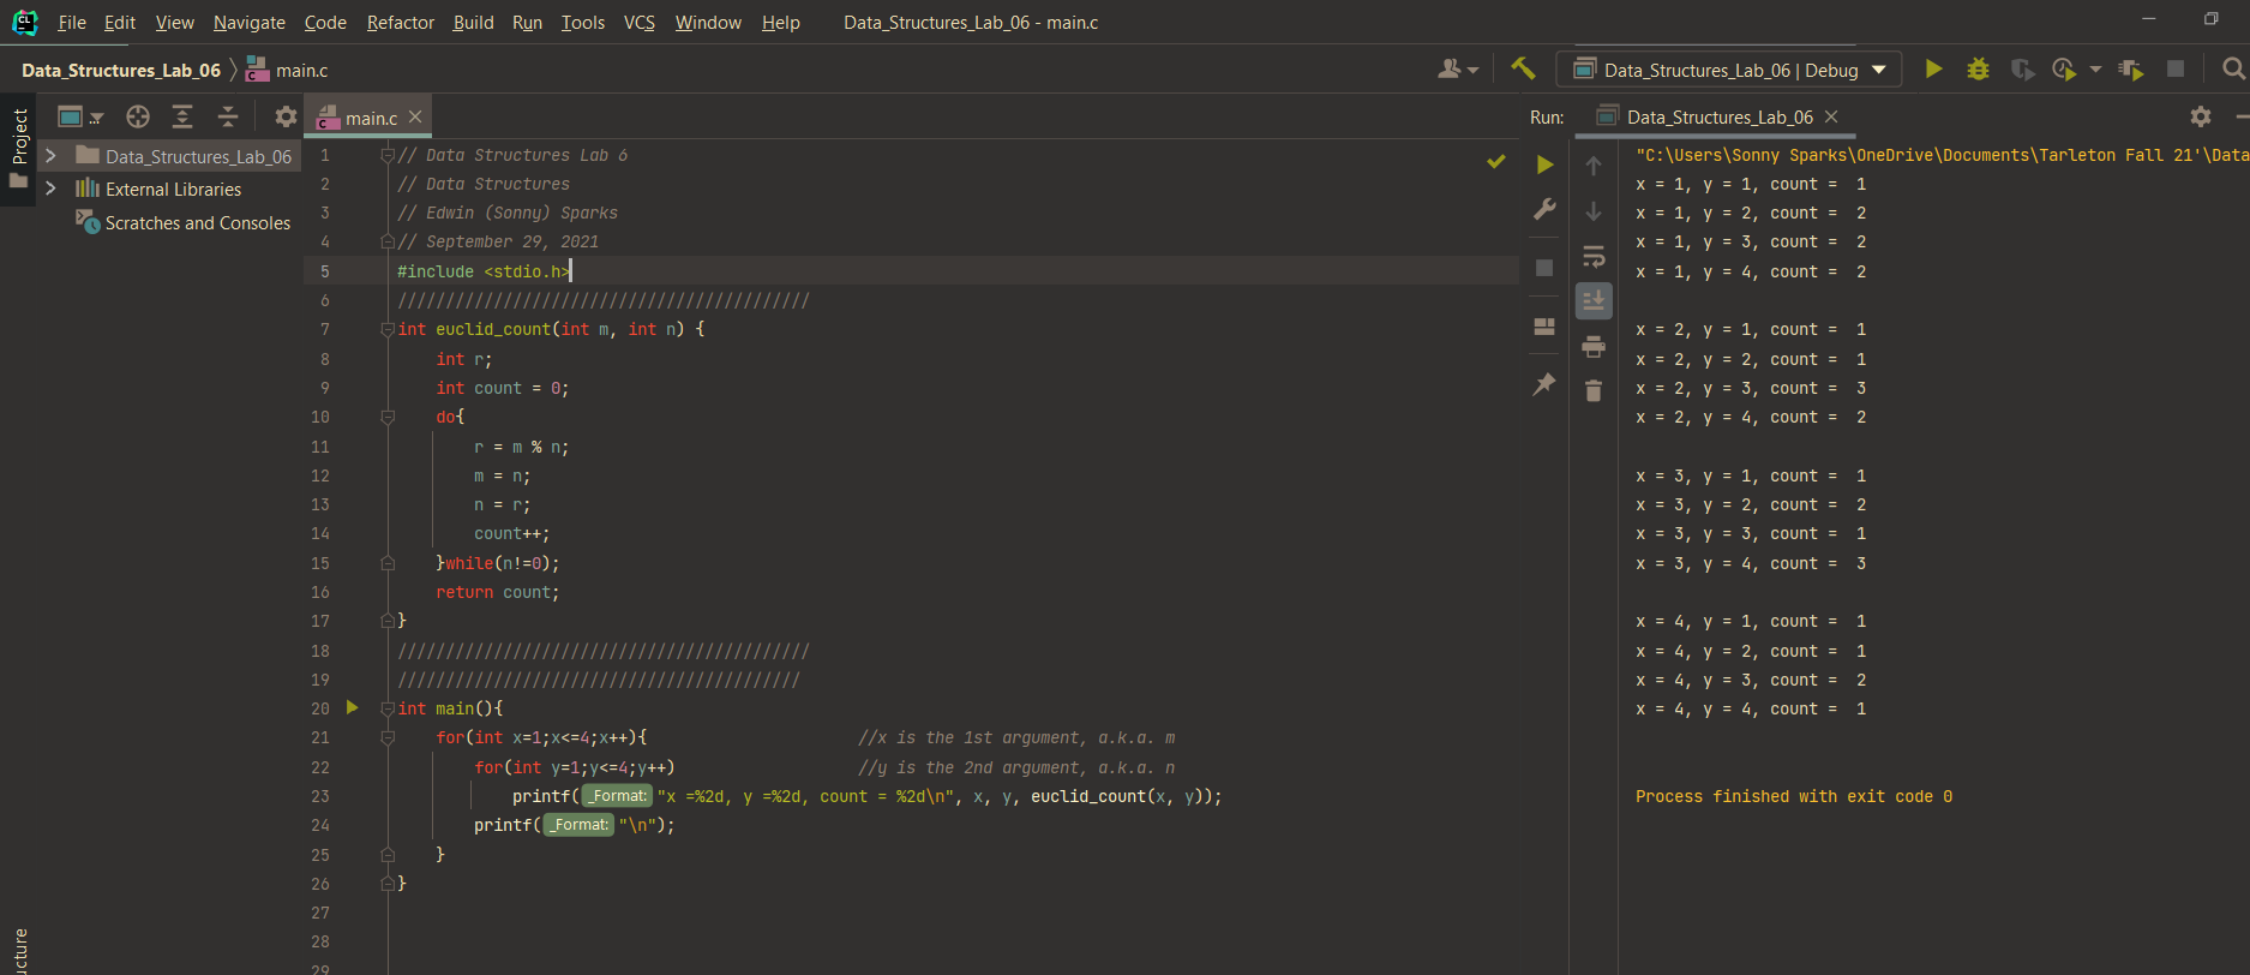 File Edit View Navigate Code Refactor Build Run Tools VCS Window Help Data_Structures_Lab_06 - main.c
Data_Structures_Lab_06 main.c
Data_Structures_Lab_06 | Debug
Project
Data_Structures_Lab_06
External Libraries
Scratches and Consoles
main.c
1 // Data Structures Lab 6
2 // Data Structures
3 // Edwin (Sonny) Sparks
4 // September 29, 2021
5 #include <stdio.h>
6 ///////////////////////////////////////////
7 int euclid_count(int m, int n) {
8 int r;
9 int count = 0;
10 do{
11 r = m % n;
12 m = n;
13 n = r;
14 count++;
15 }while(n!=0);
16 return count;
17 }
18 ///////////////////////////////////////////
19 //////////////////////////////////////////
20 int main(){
21 for(int x=1;x<=4;x++){ //x is the 1st argument, a.k.a. m
22 for(int y=1;y<=4;y++) //y is the 2nd argument, a.k.a. n
23 printf( _Format: "x =%2d, y =%2d, count = %2d\n", x, y, euclid_count(x, y));
24 printf( _Format: "\n");
25 }
26 }
27
28
29
Run: Data_Structures_Lab_06
"C:\Users\Sonny Sparks\OneDrive\Documents\Tarleton Fall 21'\Data
x = 1, y = 1, count =  1
x = 1, y = 2, count =  2
x = 1, y = 3, count =  2
x = 1, y = 4, count =  2
x = 2, y = 1, count =  1
x = 2, y = 2, count =  1
x = 2, y = 3, count =  3
x = 2, y = 4, count =  2
x = 3, y = 1, count =  1
x = 3, y = 2, count =  2
x = 3, y = 3, count =  1
x = 3, y = 4, count =  3
x = 4, y = 1, count =  1
x = 4, y = 2, count =  1
x = 4, y = 3, count =  2
x = 4, y = 4, count =  1
Process finished with exit code 0
ucture